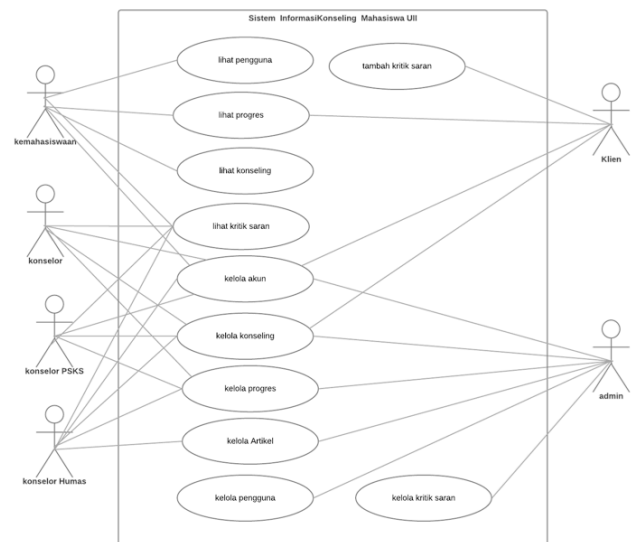 Sistem InformasiKonseling Mahasiswa UII
lihat pengguna
tambah kritik saran
lihat progres
kemahasiswaan
Klien
lihat konseling
lihat kritik saran
konselor
kelola akun
kelola konseling
konselor PSKS
kelola progres
admin
kelola Artikel
konselor Humas
kelola pengguna
kelola kritik saran